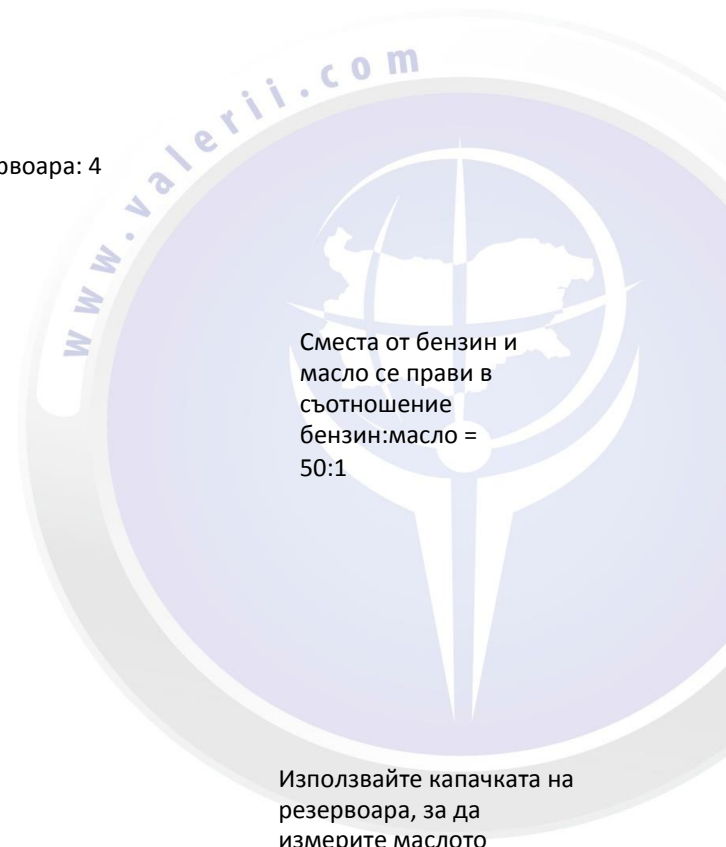 www.valerii.com
рвоара: 4
Сместа от бензин и
масло се прави в
съотношение
бензин:масло =
50:1
Използвайте капачката на
резервоара, за да
измерите маслото